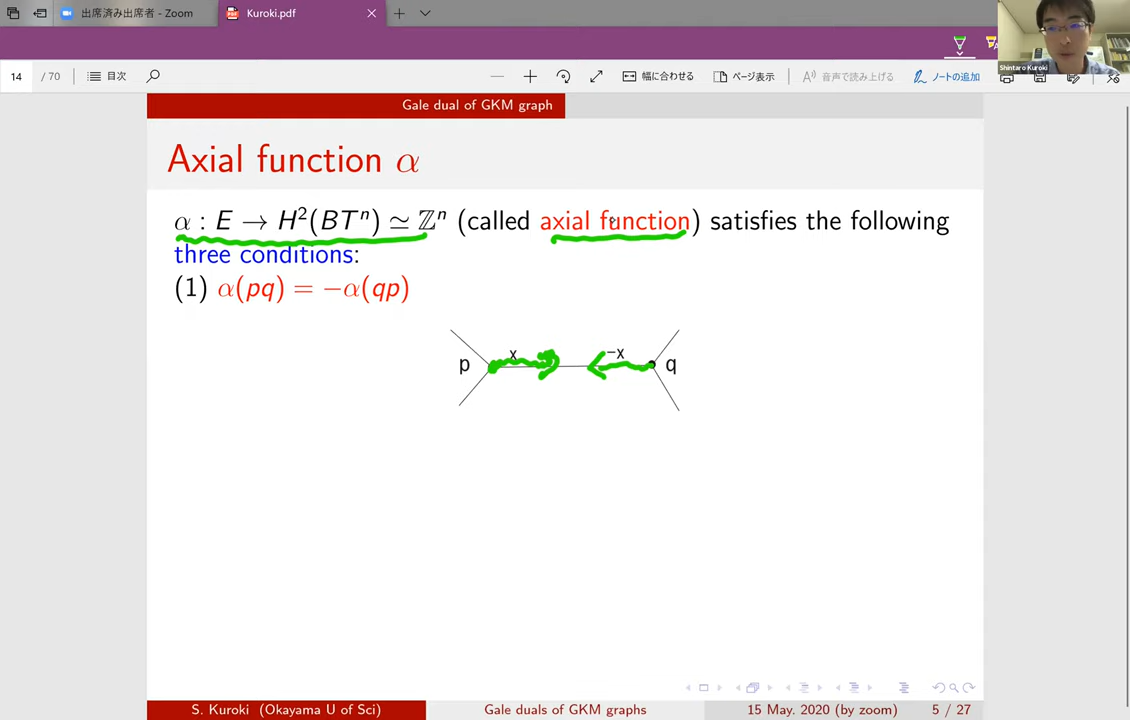 出席済み出席者 - Zoom
Kuroki.pdf
14 / 70
目次
幅に合わせる
ページ表示
音声で読み上げる
ノートの追加
Shintaro Kuroki
Gale dual of GKM graph
Axial function α
α : E → H²(BTⁿ) ≃ ℤⁿ (called axial function) satisfies the following
three conditions:
(1) α(pq) = −α(qp)
x
−x
p
q
S. Kuroki (Okayama U of Sci)
Gale duals of GKM graphs
15 May. 2020 (by zoom)
5 / 27